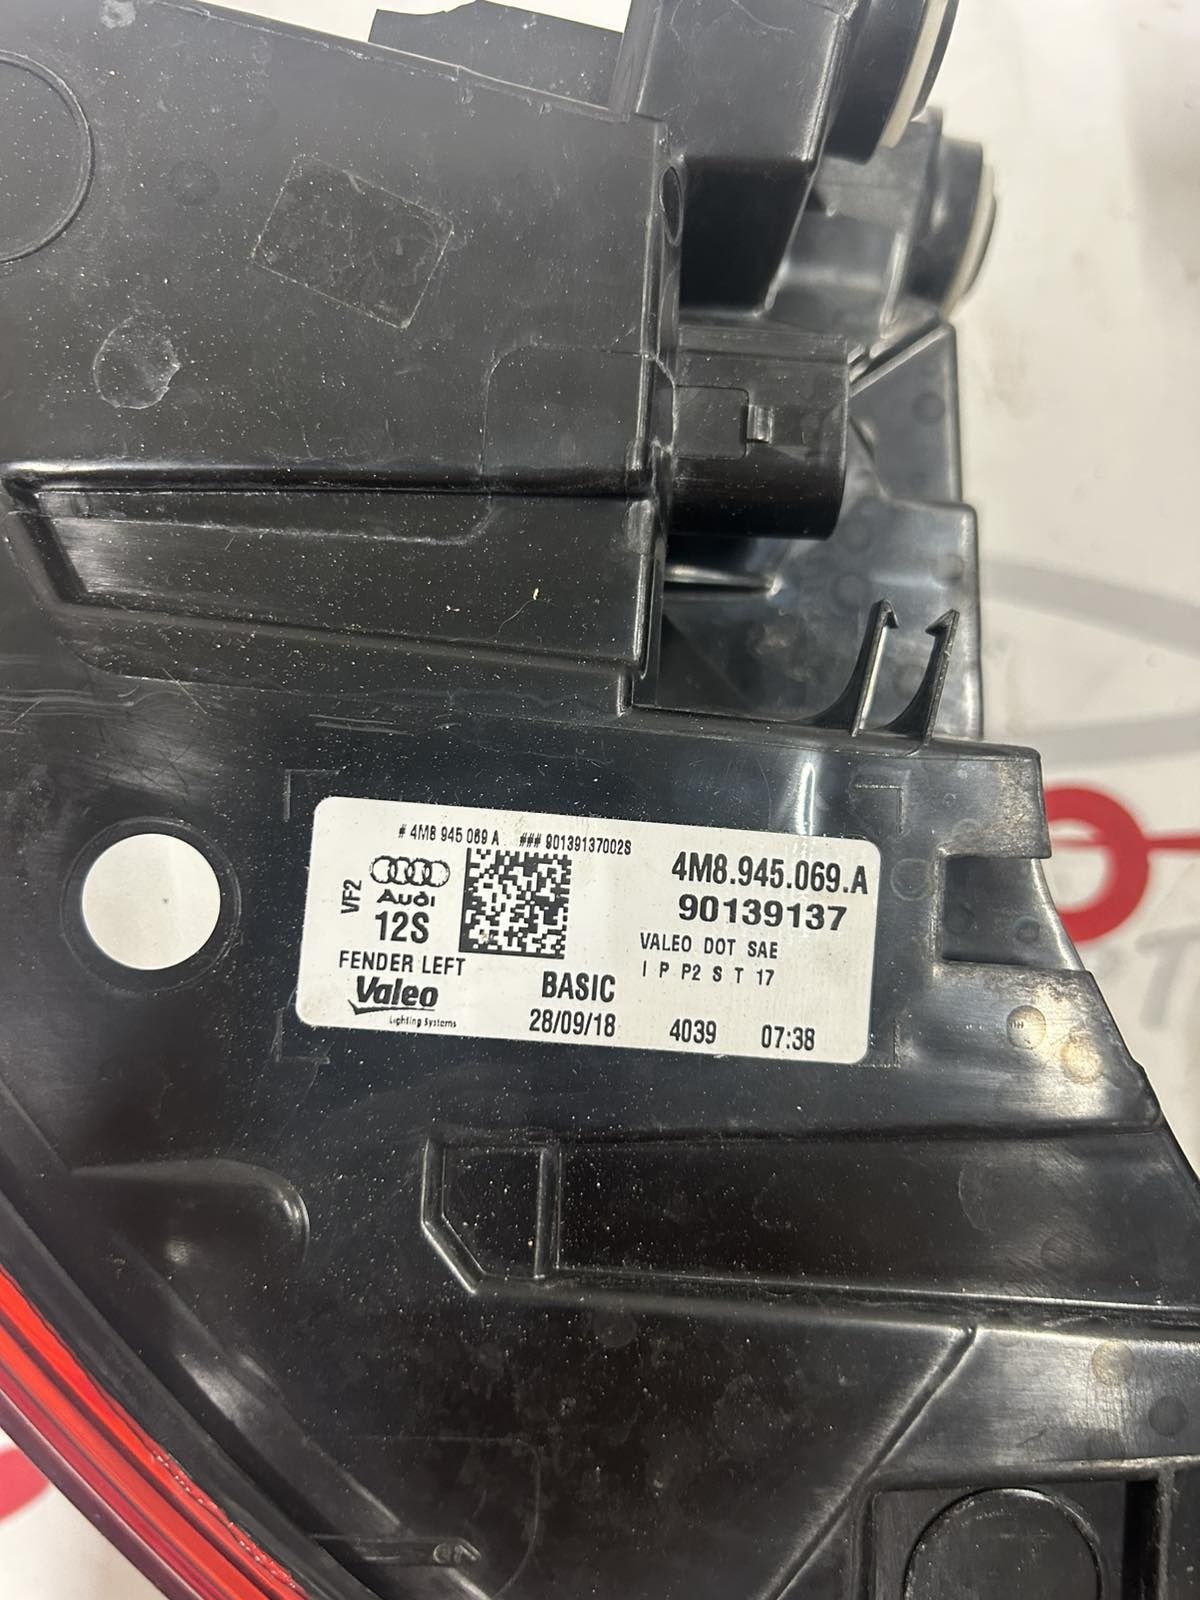 # 4M8 945 069 A ### 90139137002S
VF2
Audi
12S
4M8.945.069.A
90139137
VALEO DOT SAE
I P P2 S T 17
FENDER LEFT
Valeo
Lighting Systems
BASIC
28/09/18 4039 07:38